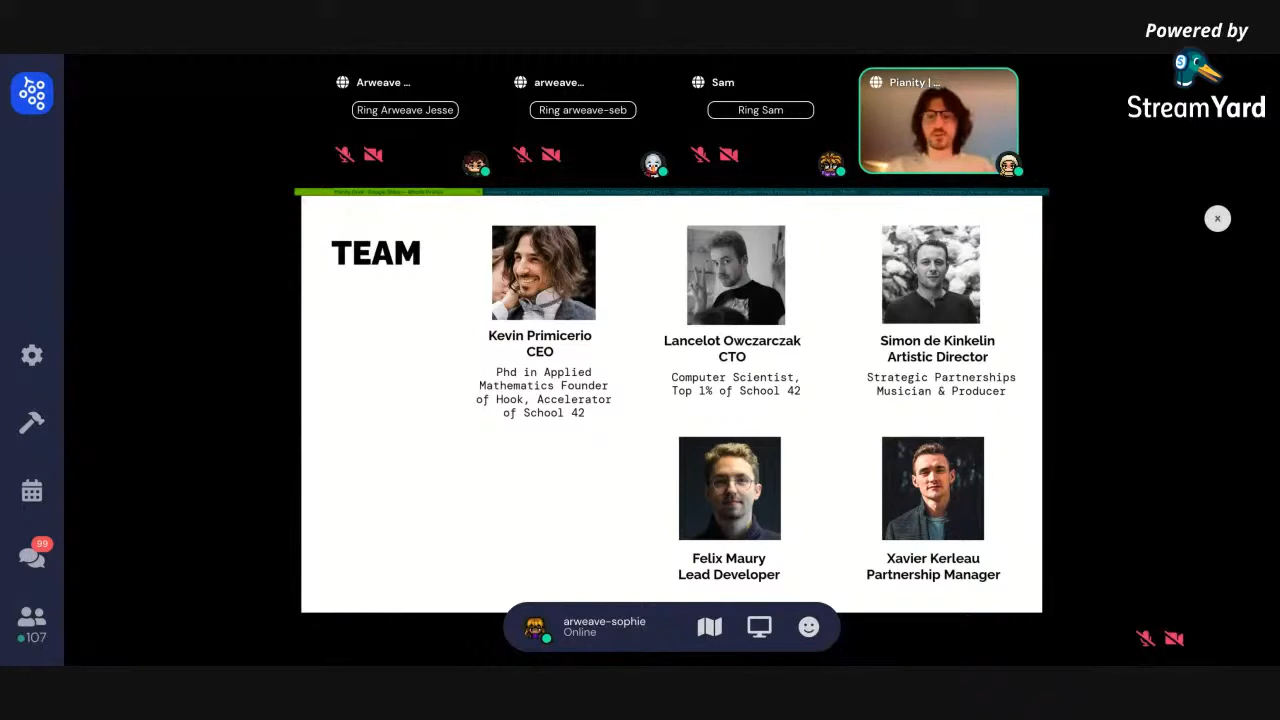 Powered by
StreamYard
Arweave ...
Ring Arweave Jesse
arweave...
Ring arweave-seb
Sam
Ring Sam
Pianity | ...
TEAM
Kevin Primicerio
CEO
Phd in Applied
Mathematics Founder
of Hook, Accelerator
of School 42
Lancelot Owczarczak
CTO
Computer Scientist,
Top 1% of School 42
Simon de Kinkelin
Artistic Director
Strategic Partnerships
Musician & Producer
Felix Maury
Lead Developer
Xavier Kerleau
Partnership Manager
99
107
arweave-sophie
Online